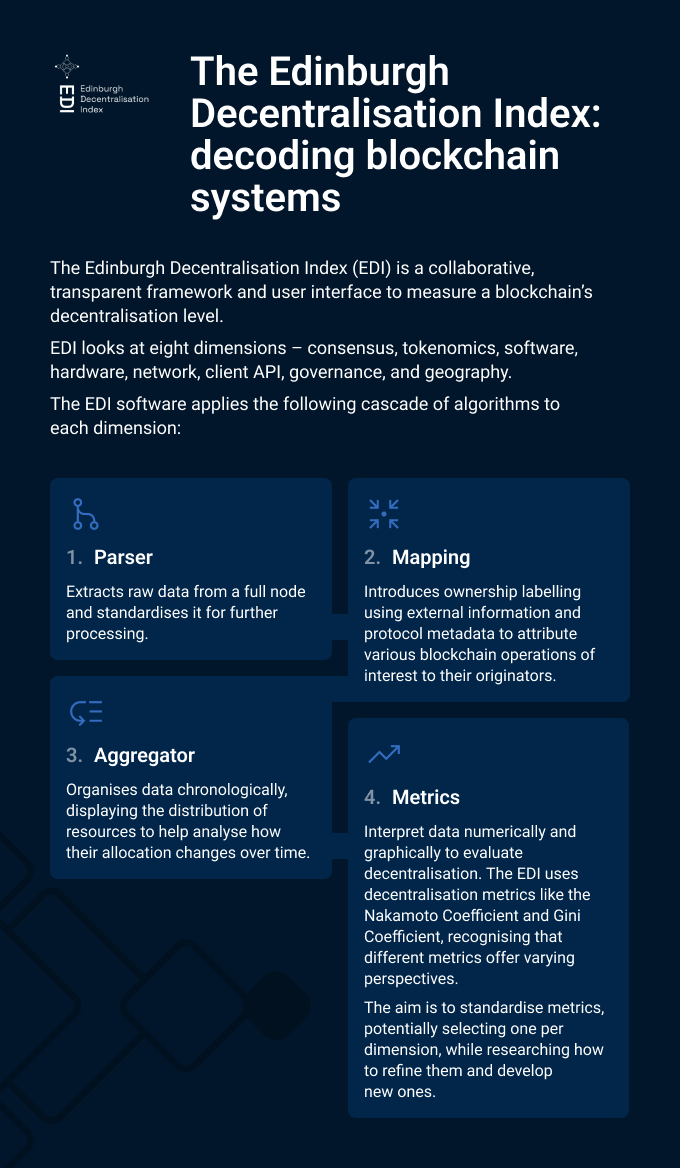 EDI
Edinburgh
Decentralisation
Index
The Edinburgh
Decentralisation Index:
decoding blockchain
systems
The Edinburgh Decentralisation Index (EDI) is a collaborative,
transparent framework and user interface to measure a blockchain’s
decentralisation level.
EDI looks at eight dimensions – consensus, tokenomics, software,
hardware, network, client API, governance, and geography.
The EDI software applies the following cascade of algorithms to
each dimension:
1. Parser
Extracts raw data from a full node
and standardises it for further
processing.
2. Mapping
Introduces ownership labelling
using external information and
protocol metadata to attribute
various blockchain operations of
interest to their originators.
3. Aggregator
Organises data chronologically,
displaying the distribution of
resources to help analyse how
their allocation changes over time.
4. Metrics
Interpret data numerically and
graphically to evaluate
decentralisation. The EDI uses
decentralisation metrics like the
Nakamoto Coefficient and Gini
Coefficient, recognising that
different metrics offer varying
perspectives.
The aim is to standardise metrics,
potentially selecting one per
dimension, while researching how
to refine them and develop
new ones.